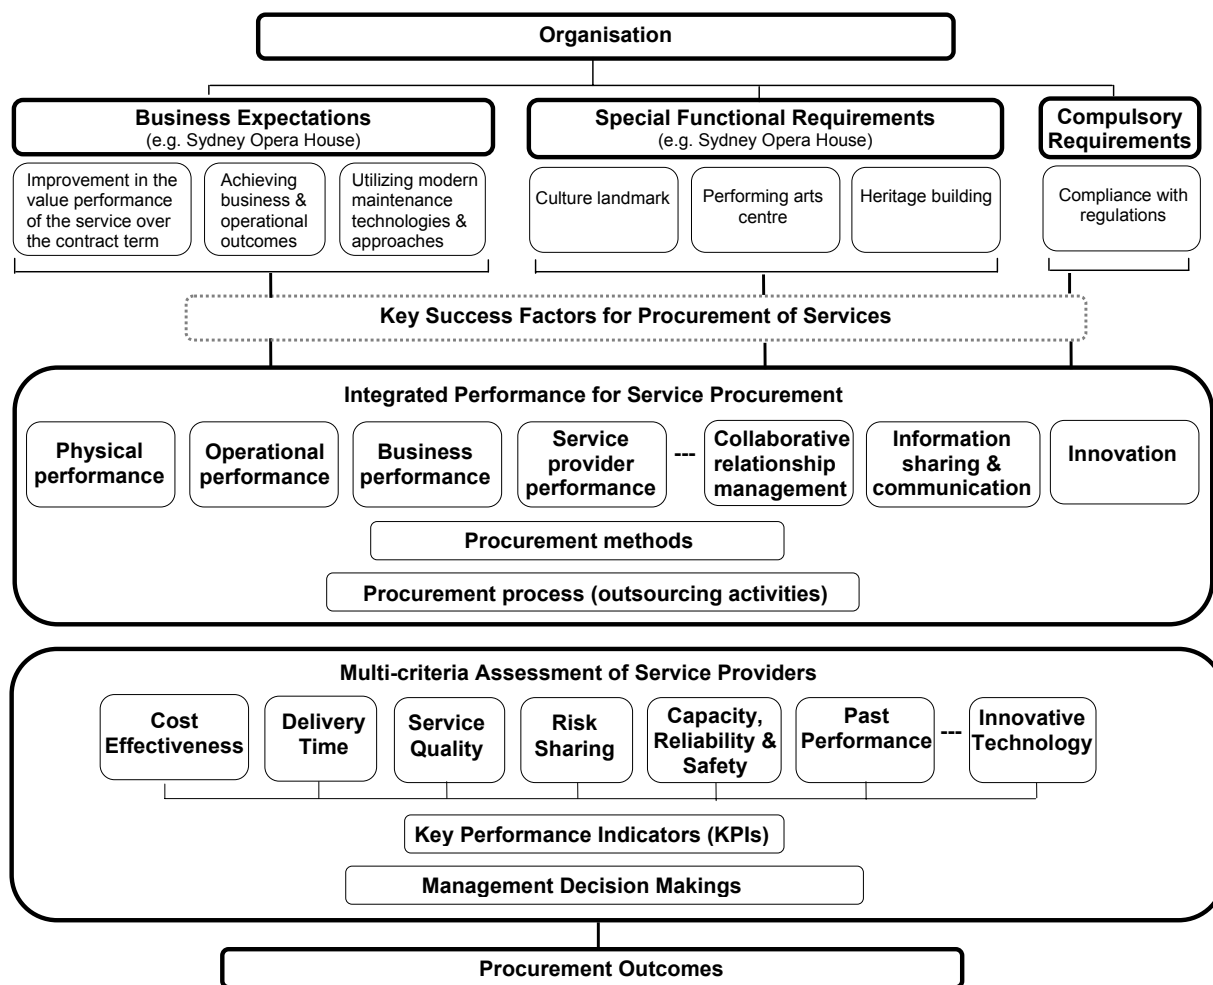 Organisation
Business Expectations
(e.g. Sydney Opera House)
Special Functional Requirements
(e.g. Sydney Opera House)
Compulsory
Requirements
Improvement in the
value performance
of the service over
the contract term
Achieving
business &
operational
outcomes
Utilizing modern
maintenance
technologies &
approaches
Culture landmark
Performing arts
centre
Heritage building
Compliance with
regulations
Key Success Factors for Procurement of Services
Integrated Performance for Service Procurement
Physical
performance
Operational
performance
Business
performance
Service
provider
performance
---
Collaborative
relationship
management
Information
sharing &
communication
Innovation
Procurement methods
Procurement process (outsourcing activities)
Multi-criteria Assessment of Service Providers
Cost
Effectiveness
Delivery
Time
Service
Quality
Risk
Sharing
Capacity,
Reliability &
Safety
Past
Performance
---
Innovative
Technology
Key Performance Indicators (KPIs)
Management Decision Makings
Procurement Outcomes